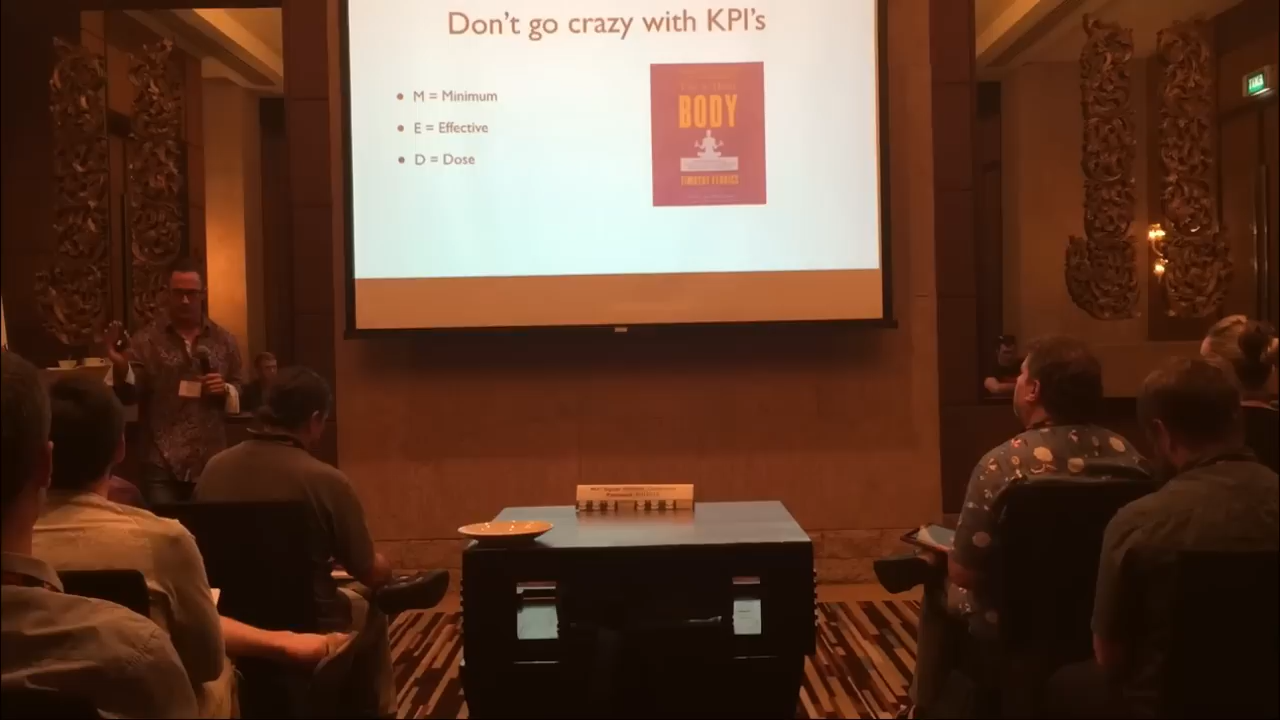 Don't go crazy with KPI's
• M = Minimum
• E = Effective
• D = Dose
BODY
TIMOTHY FERRISS